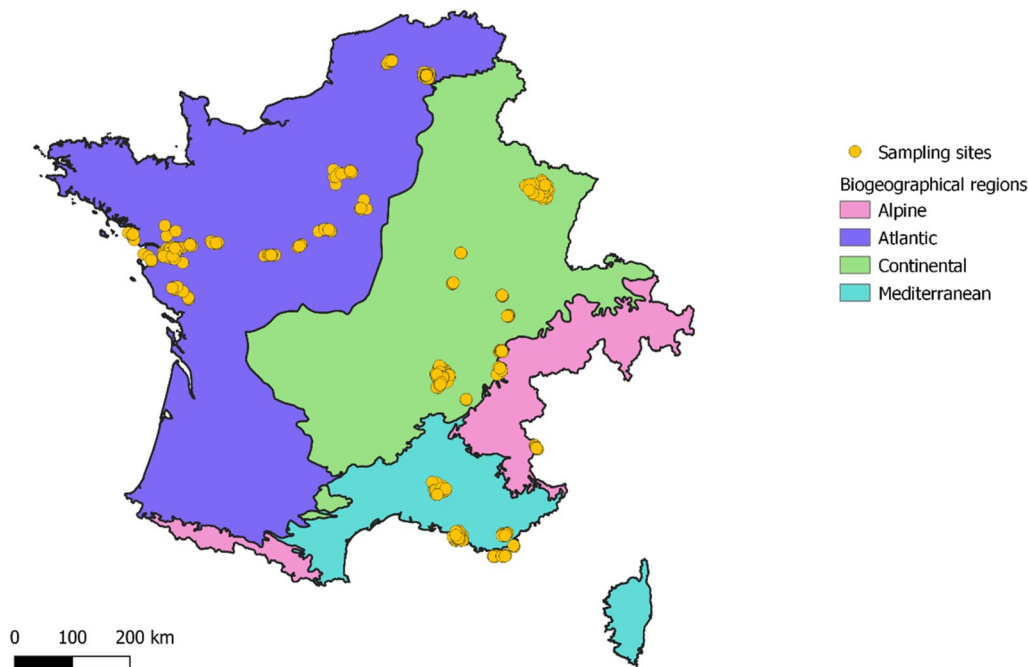 Sampling sites
Biogeographical regions
Alpine
Atlantic
Continental
Mediterranean
0 100 200 km